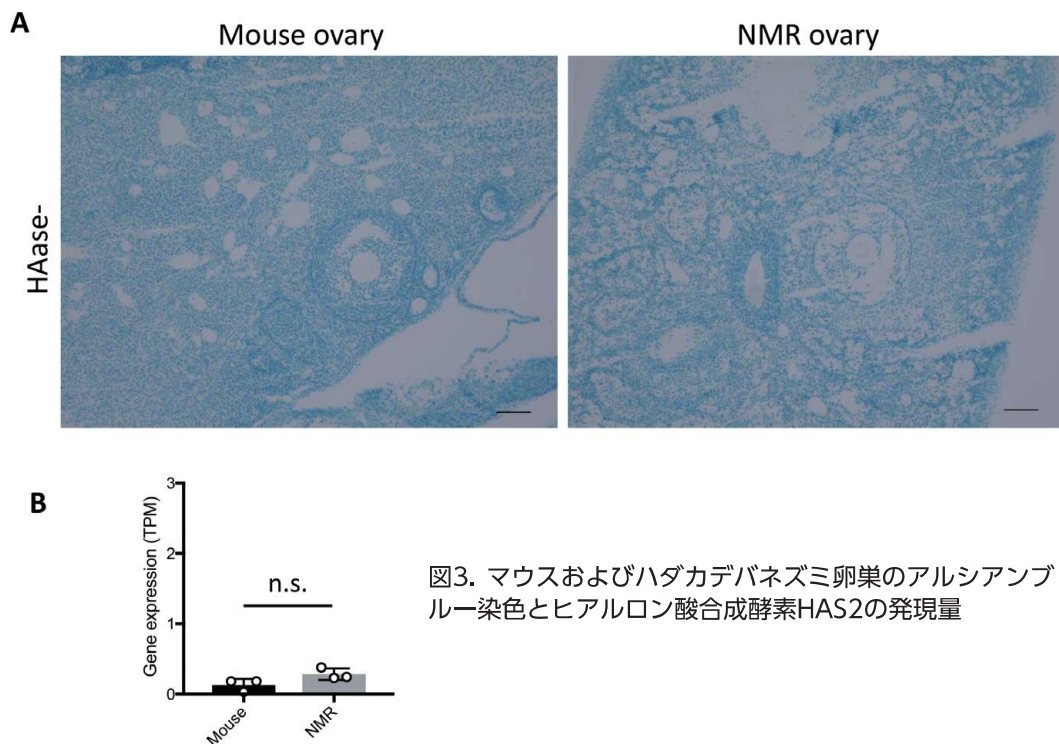 A
Mouse ovary
NMR ovary
HAase-
B
Gene expression (TPM)
3
2
1
0
n.s.
Mouse
NMR
図3. マウスおよびハダカデバネズミ卵巣のアルシアンブ
ルー染色とヒアルロン酸合成酵素HAS2の発現量